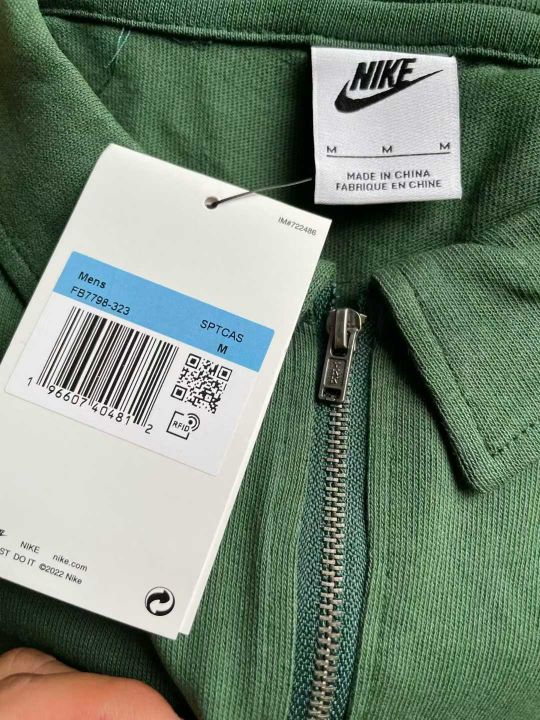 NIKE
M M M
MADE IN CHINA
FABRIQUE EN CHINE
IM#722486
Mens
FB7798-323
SPTCAS
M
1 96607 40481 2
RFID
NIKE nike.com
ST DO IT ©2022 Nike
YKK